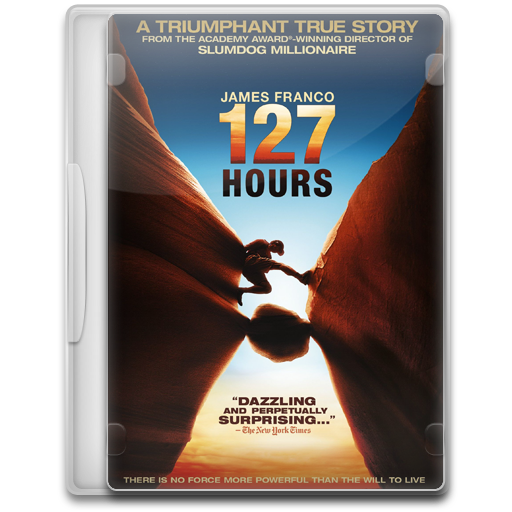 A TRIUMPHANT TRUE STORY
FROM THE ACADEMY AWARD®-WINNING DIRECTOR OF
SLUMDOG MILLIONAIRE
JAMES FRANCO
127
HOURS
“DAZZLING
AND PERPETUALLY
SURPRISING...”
– The New York Times
THERE IS NO FORCE MORE POWERFUL THAN THE WILL TO LIVE